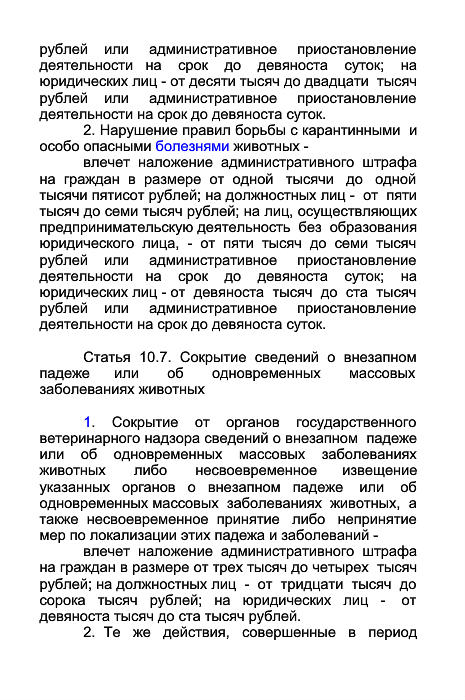 рублей или административное приостановление
деятельности на срок до девяноста суток; на
юридических лиц - от десяти тысяч до двадцати тысяч
рублей или административное приостановление
деятельности на срок до девяноста суток.
2. Нарушение правил борьбы с карантинными и
особо опасными болезнями животных -
влечет наложение административного штрафа
на граждан в размере от одной тысячи до одной
тысячи пятисот рублей; на должностных лиц - от пяти
тысяч до семи тысяч рублей; на лиц, осуществляющих
предпринимательскую деятельность без образования
юридического лица, - от пяти тысяч до семи тысяч
рублей или административное приостановление
деятельности на срок до девяноста суток; на
юридических лиц - от девяноста тысяч до ста тысяч
рублей или административное приостановление
деятельности на срок до девяноста суток.
Статья 10.7. Сокрытие сведений о внезапном
падеже или об одновременных массовых
заболеваниях животных
1. Сокрытие от органов государственного
ветеринарного надзора сведений о внезапном падеже
или об одновременных массовых заболеваниях
животных либо несвоевременное извещение
указанных органов о внезапном падеже или об
одновременных массовых заболеваниях животных, а
также несвоевременное принятие либо непринятие
мер по локализации этих падежа и заболеваний -
влечет наложение административного штрафа
на граждан в размере от трех тысяч до четырех тысяч
рублей; на должностных лиц - от тридцати тысяч до
сорока тысяч рублей; на юридических лиц - от
девяноста тысяч до ста тысяч рублей.
2. Те же действия, совершенные в период